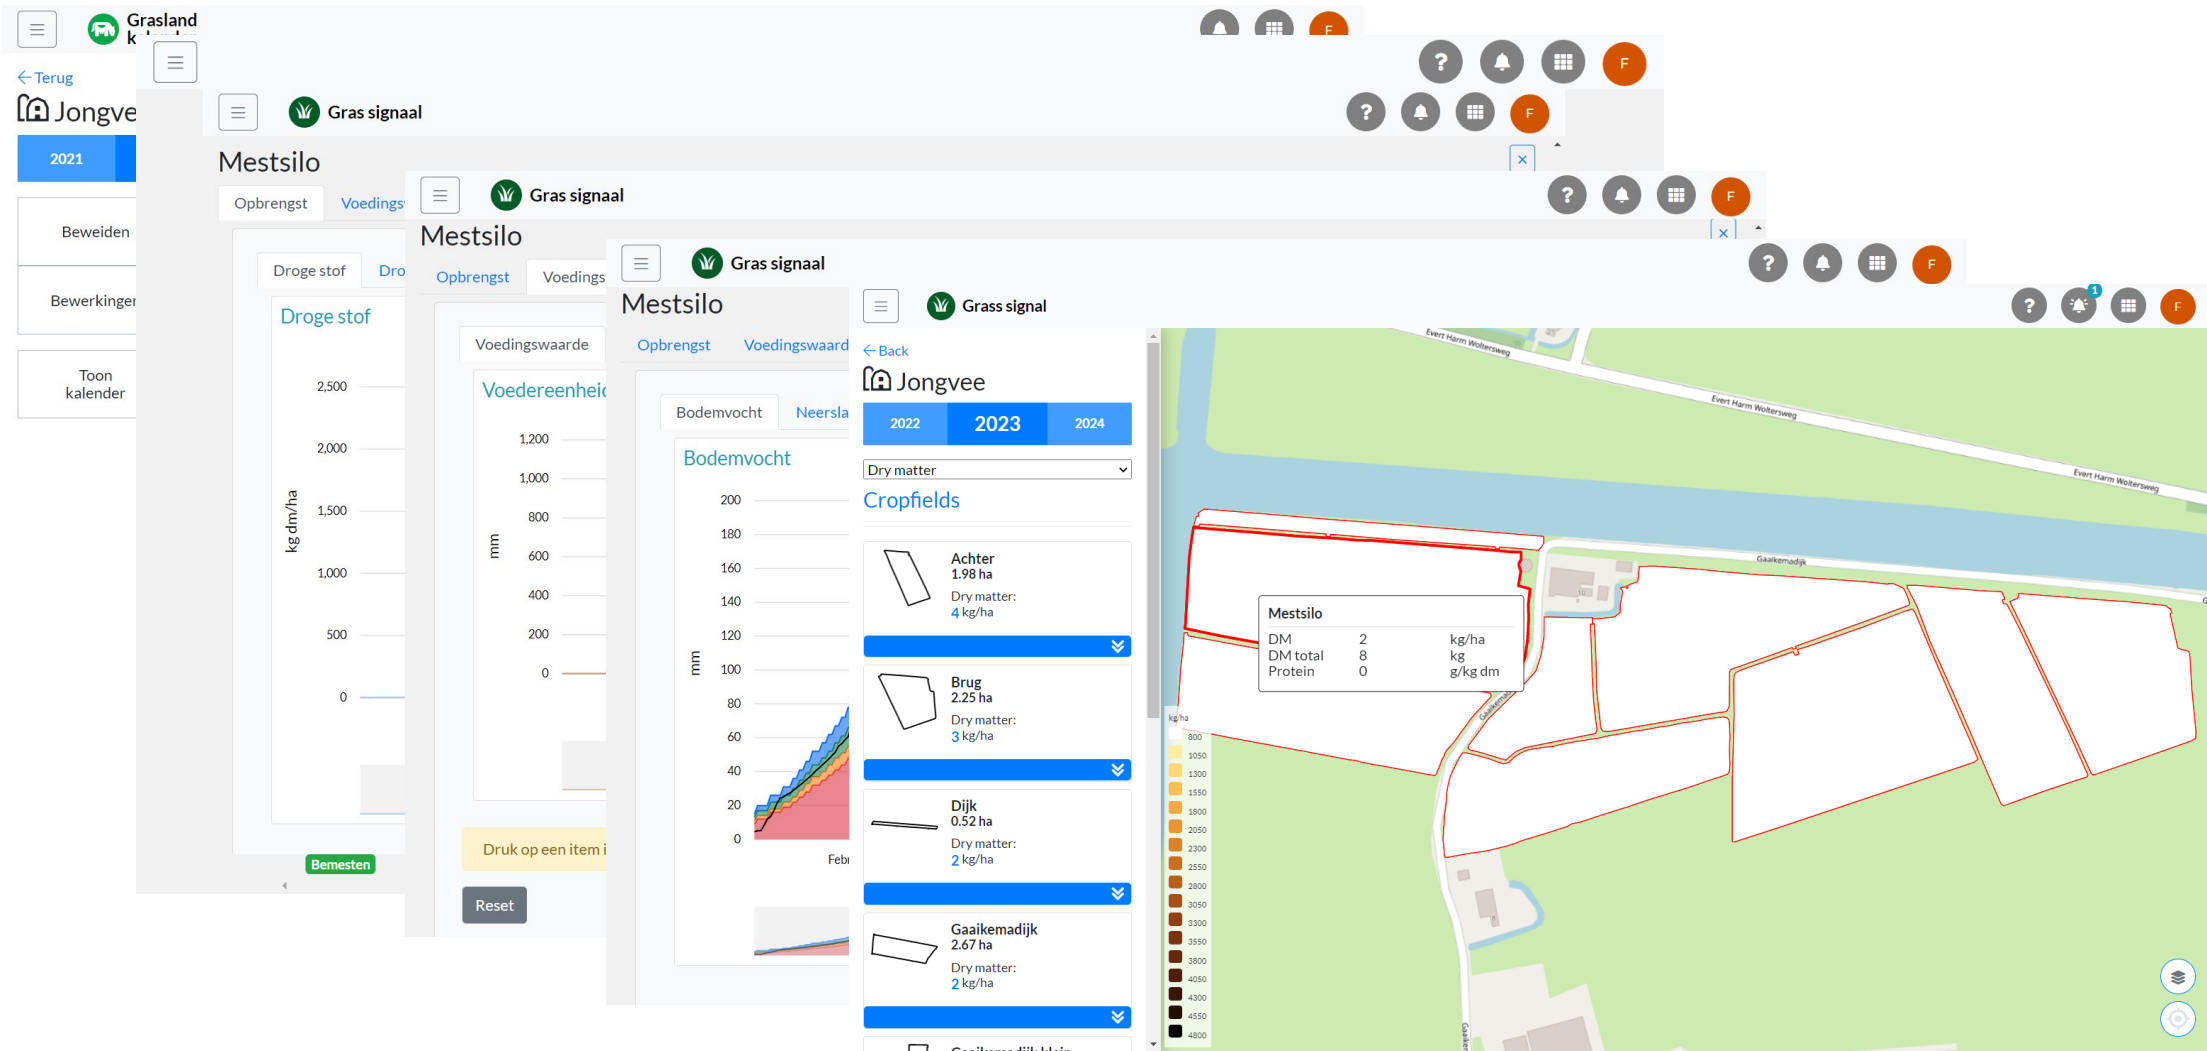 Grasland
← Terug
Jongve
2021
Beweiden
Bewerkinger
Toon
kalender
? F
Gras signaal
? F
Mestsilo
×
Opbrengst Voedings
Droge stof Dro
Droge stof
2,500
2,000
1,500
1,000
500
0
kg dm/ha
Bemesten
Gras signaal
? F
Mestsilo
×
Opbrengst Voedings
Voedingswaarde
Voedereenheid
1,200
1,000
800
600
400
200
0
mm
Druk op een item i
Reset
Gras signaal
? F
Mestsilo
Opbrengst Voedingswaard
Bodemvocht Neersla
Bodemvocht
200
180
160
140
120
100
80
60
40
20
0
mm
Febr
Grass signal
? 1 F
← Back
Jongvee
2022 2023 2024
Dry matter
Cropfields
Achter
1.98 ha
Dry matter:
4 kg/ha
Brug
2.25 ha
Dry matter:
3 kg/ha
Dijk
0.52 ha
Dry matter:
2 kg/ha
Gaaikemadijk
2.67 ha
Dry matter:
2 kg/ha
Evert Harm Woltersweg
Evert Harm Woltersweg
Evert Harm Woltersweg
Gaaikemadijk
10
Mestsilo
DM 2 kg/ha
DM total 8 kg
Protein 0 g/kg dm
kg/ha
800
1050
1300
1550
1800
2050
2300
2550
2800
3050
3300
3550
3800
4050
4300
4550
4800